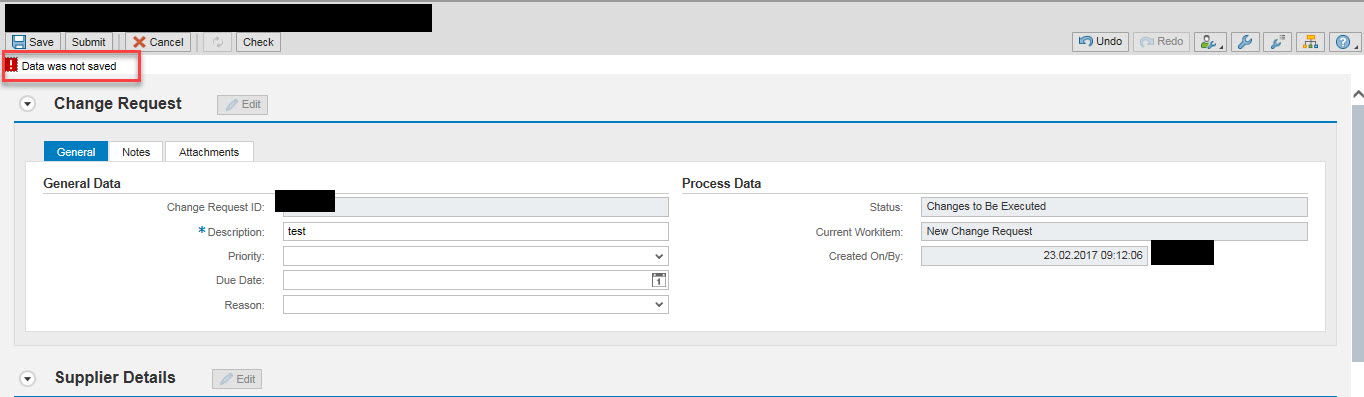 Save Submit Cancel Check Undo Redo
Data was not saved
Change Request Edit
General Notes Attachments
General Data Process Data
Change Request ID: Status: Changes to Be Executed
*Description: test Current Workitem: New Change Request
Priority: Created On/By: 23.02.2017 09:12:06
Due Date: 1
Reason:
Supplier Details Edit